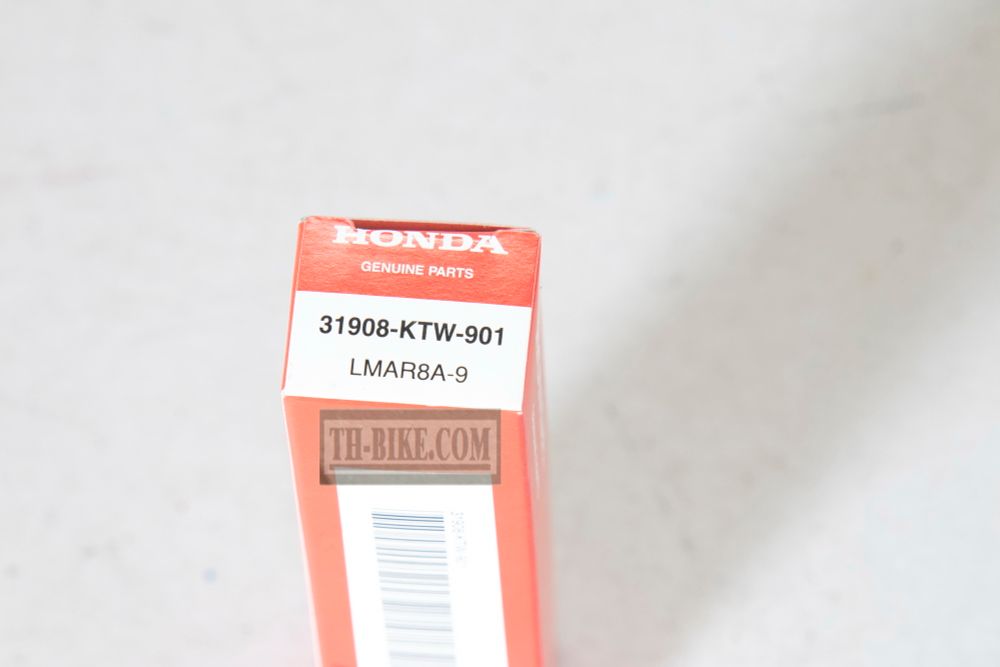 HONDA
GENUINE PARTS
31908-KTW-901
LMAR8A-9
TH-BIKE.COM